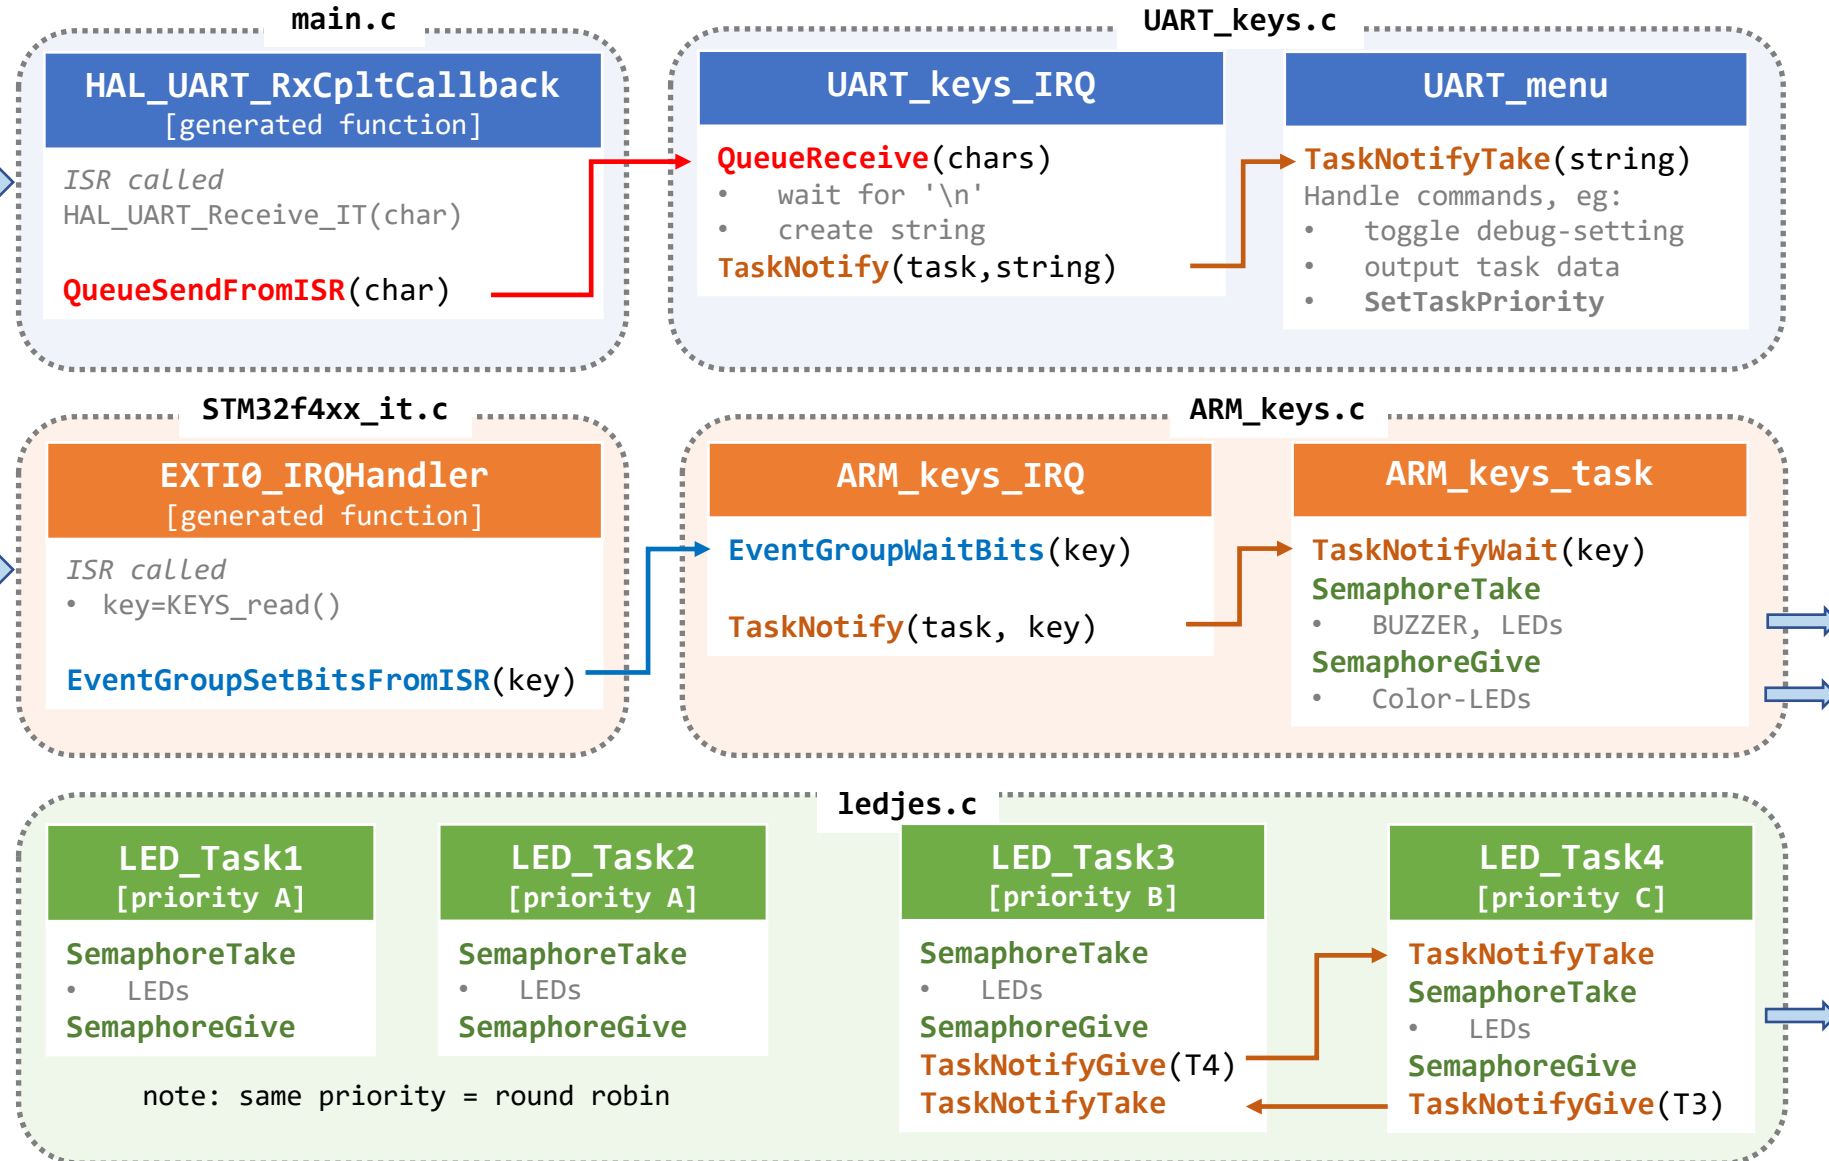 main.c
HAL_UART_RxCpltCallback
[generated function]
ISR called
HAL_UART_Receive_IT(char)
QueueSendFromISR(char)
UART_keys.c
UART_keys_IRQ
QueueReceive(chars)
• wait for '\n'
• create string
TaskNotify(task,string)
UART_menu
TaskNotifyTake(string)
Handle commands, eg:
• toggle debug-setting
• output task data
• SetTaskPriority
STM32f4xx_it.c
EXTI0_IRQHandler
[generated function]
ISR called
• key=KEYS_read()
EventGroupSetBitsFromISR(key)
ARM_keys.c
ARM_keys_IRQ
EventGroupWaitBits(key)
TaskNotify(task, key)
ARM_keys_task
TaskNotifyWait(key)
SemaphoreTake
• BUZZER, LEDs
SemaphoreGive
• Color-LEDs
ledjes.c
LED_Task1
[priority A]
SemaphoreTake
• LEDs
SemaphoreGive
LED_Task2
[priority A]
SemaphoreTake
• LEDs
SemaphoreGive
note: same priority = round robin
LED_Task3
[priority B]
SemaphoreTake
• LEDs
SemaphoreGive
TaskNotifyGive(T4)
TaskNotifyTake
LED_Task4
[priority C]
TaskNotifyTake
SemaphoreTake
• LEDs
SemaphoreGive
TaskNotifyGive(T3)